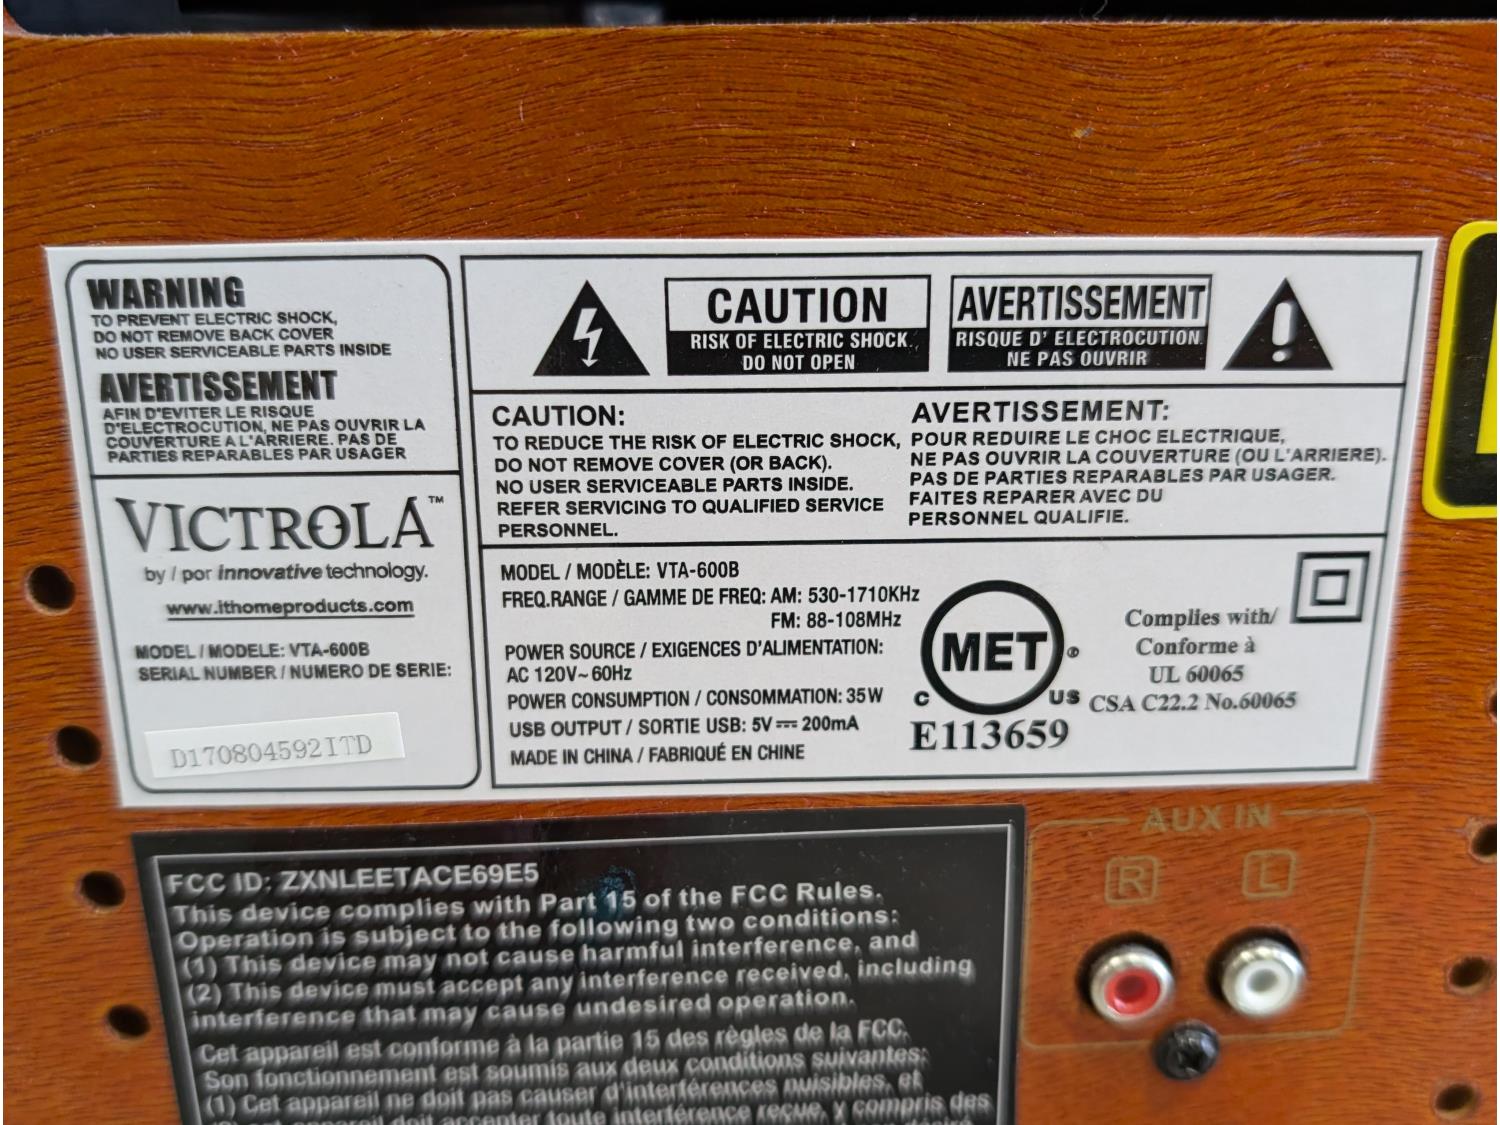 WARNING
TO PREVENT ELECTRIC SHOCK,
DO NOT REMOVE BACK COVER
NO USER SERVICEABLE PARTS INSIDE
AVERTISSEMENT
AFIN D'EVITER LE RISQUE
D'ELECTROCUTION, NE PAS OUVRIR LA
COUVERTURE A L'ARRIERE. PAS DE
PARTIES REPARABLES PAR USAGER
VICTROLA™
by / por innovative technology.
www.ithomeproducts.com
MODEL / MODELE: VTA-600B
SERIAL NUMBER / NUMERO DE SERIE:
D170804592ITD
CAUTION
RISK OF ELECTRIC SHOCK
DO NOT OPEN
AVERTISSEMENT
RISQUE D' ELECTROCUTION
NE PAS OUVRIR
CAUTION:
TO REDUCE THE RISK OF ELECTRIC SHOCK,
DO NOT REMOVE COVER (OR BACK).
NO USER SERVICEABLE PARTS INSIDE.
REFER SERVICING TO QUALIFIED SERVICE
PERSONNEL.
AVERTISSEMENT:
POUR REDUIRE LE CHOC ELECTRIQUE,
NE PAS OUVRIR LA COUVERTURE (OU L'ARRIERE).
PAS DE PARTIES REPARABLES PAR USAGER.
FAITES REPARER AVEC DU
PERSONNEL QUALIFIE.
MODEL / MODÈLE: VTA-600B
FREQ.RANGE / GAMME DE FREQ: AM: 530-1710KHz
FM: 88-108MHz
POWER SOURCE / EXIGENCES D'ALIMENTATION:
AC 120V~60Hz
POWER CONSUMPTION / CONSOMMATION: 35W
USB OUTPUT / SORTIE USB: 5V⎓200mA
MADE IN CHINA / FABRIQUÉ EN CHINE
MET®
C US
E113659
Complies with/
Conforme à
UL 60065
CSA C22.2 No.60065
FCC ID: ZXNLEETACE69E5
This device complies with Part 15 of the FCC Rules.
Operation is subject to the following two conditions:
(1) This device may not cause harmful interference, and
(2) This device must accept any interference received, including
interference that may cause undesired operation.
Cet appareil est conforme à la partie 15 des règles de la FCC.
Son fonctionnement est soumis aux deux conditions suivantes:
(1) Cet appareil ne doit pas causer d'interférences nuisibles, et
appareil doit accepter toute interférence reçue, y compris des
AUX IN
R L